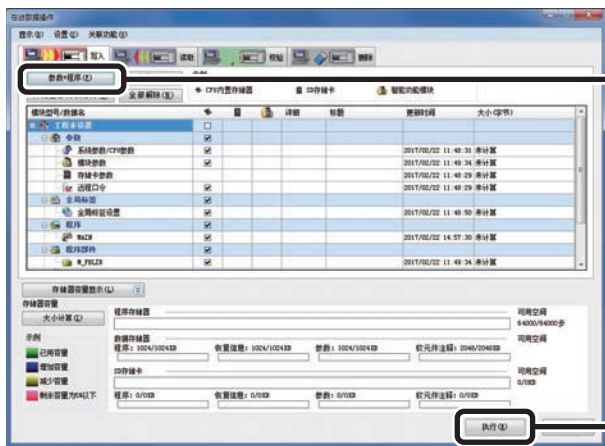 在线数据操作
显示(D) 设置(S) 关联功能(U)
写入 读取 校验 删除
参数+程序(P)
全部解除(N) CPU内置存储器 SD存储卡 智能功能模块
模块型号/数据名 详细 标题 更新时间 大小(字节)
工程未设置
参数
系统参数/CPU参数 2017/02/22 11:48:31 未计算
模块参数 2017/02/22 11:49:34 未计算
存储卡参数 2017/02/22 11:48:29 未计算
远程口令 2017/02/22 11:48:29 未计算
全局标签
全局标签设置 2017/02/22 11:48:50 未计算
程序
MAIN 2017/02/22 14:57:30 未计算
程序部件
M_FBLIB 2017/02/22 11:49:34 未计算
存储器容量显示(L)
存储器容量
大小计算(I)
程序存储器 可用空间
64000/64000步
示例
已用容量
增加容量
减少容量
剩余容量为5%以下
数据存储器 可用空间
程序: 1024/1024KB 恢复信息: 1024/1024KB 参数: 1024/1024KB 软元件注释: 2048/2048KB
SD存储卡 可用空间
0/0KB
程序: 0/0KB 恢复信息: 0/0KB 参数: 0/0KB 软元件注释: 0/0KB
执行(E)